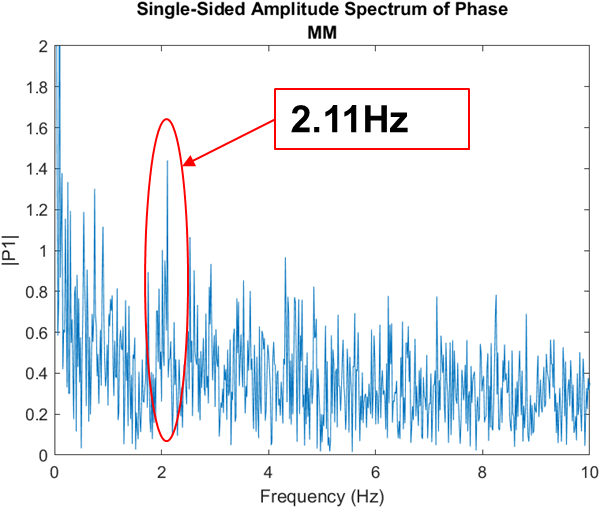 Single-Sided Amplitude Spectrum of Phase
MM
2
1.8
1.6
1.4
1.2
1
0.8
0.6
0.4
0.2
0
|P1|
2.11Hz
0 2 4 6 8 10
Frequency (Hz)